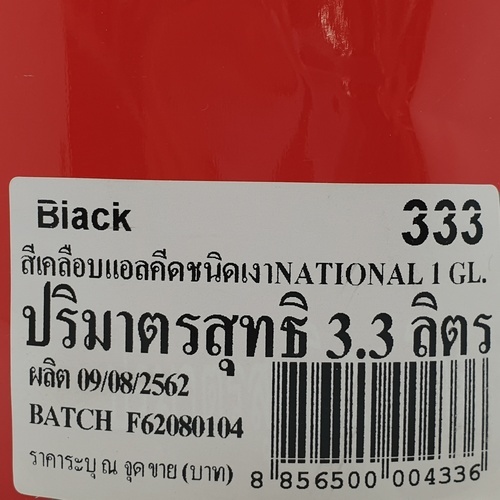 Black 333
สีเคลือบแอลคีดชนิดเงาNATIONAL 1 GL.
ปริมาตรสุทธิ 3.3 ลิตร
ผลิต 09/08/2562
BATCH F62080104
ราคาระบุ ณ จุดขาย (บาท)
8 856500 004336